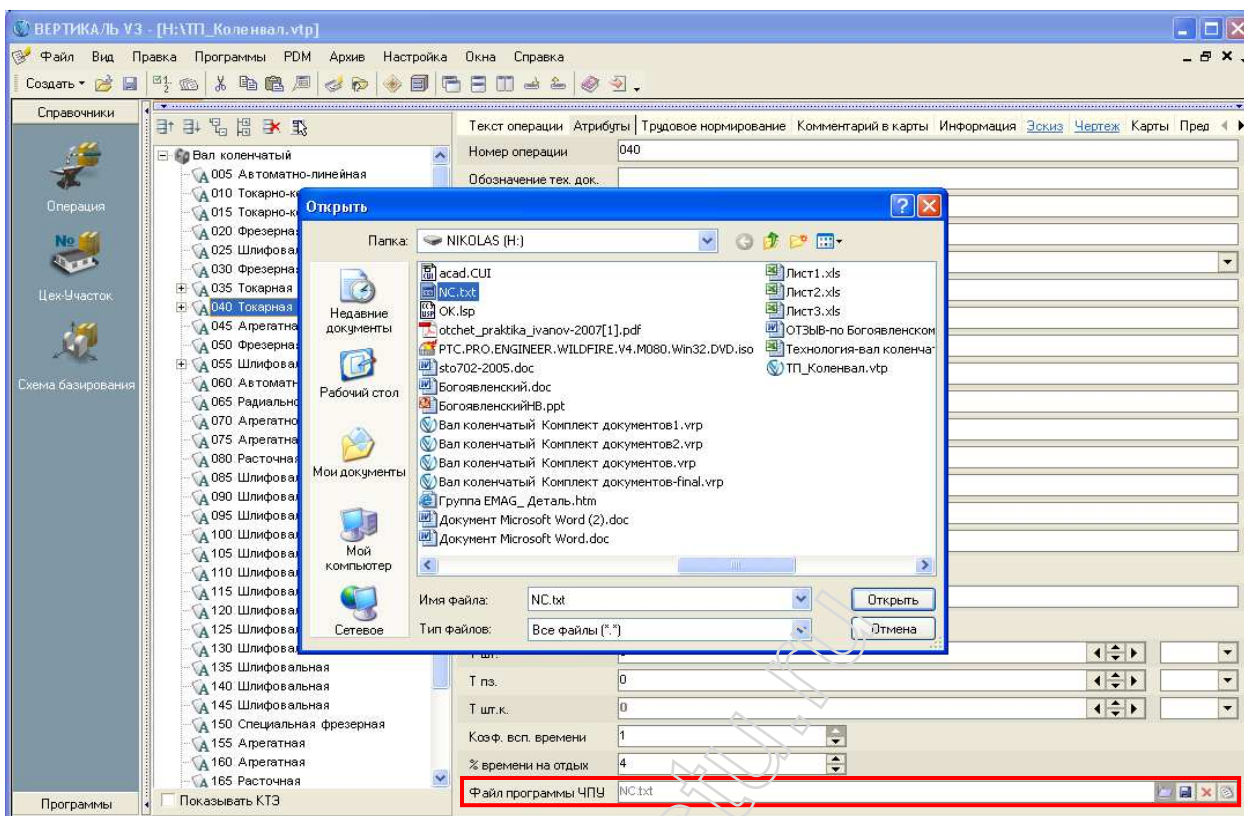 ВЕРТИКАЛЬ V3 - [H:\ТП_Коленвал.vtp]
Файл Вид Правка Программы PDM Архив Настройка Окна Справка
Создать
Справочники
Операция
Цех-Участок
Схема базирования
Программы
Вал коленчатый
005 Автоматно-линейная
010 Токарно-к
015 Токарно-к
020 Фрезерна
025 Шлифовал
030 Фрезерна
035 Токарная
040 Токарная
045 Агрегатна
050 Фрезерна
055 Шлифовал
060 Автоматн
065 Радиально
070 Агрегатно
075 Агрегатна
080 Расточная
085 Шлифовал
090 Шлифовал
095 Шлифовал
100 Шлифовал
105 Шлифовал
110 Шлифовал
115 Шлифовал
120 Шлифовал
125 Шлифовал
130 Шлифовал
135 Шлифовальная
140 Шлифовальная
145 Шлифовальная
150 Специальная фрезерная
155 Агрегатная
160 Агрегатная
165 Расточная
Показывать КТЭ
Текст операции Атрибуты Трудовое нормирование Комментарий в карты Информация Эскиз Чертеж Карты Пред
Номер операции 040
Обозначение тех. док.
Открыть
Папка: NIKOLAS (H:)
Недавние документы
Рабочий стол
Мои документы
Мой компьютер
Сетевое
acad.CUI
NC.txt
OK.lsp
otchet_praktika_ivanov-2007[1].pdf
PTC.PRO.ENGINEER.WILDFIRE.V4.M080.Win32.DVD.iso
sto702-2005.doc
Богоявленский.doc
БогоявленскийНВ.ppt
Вал коленчатый Комплект документов1.vrp
Вал коленчатый Комплект документов2.vrp
Вал коленчатый Комплект документов.vrp
Вал коленчатый Комплект документов-final.vrp
Группа EMAG_ Деталь.htm
Документ Microsoft Word (2).doc
Документ Microsoft Word.doc
Лист1.xls
Лист2.xls
Лист3.xls
ОТЗЫВ-по Богоявленском
Технология-вал коленча
ТП_Коленвал.vtp
Имя файла: NC.txt Открыть
Тип файлов: Все файлы (*.*) Отмена
Т шт.
Т пз. 0
Т шт.к. 0
Коэф. всп. времени 1
% времени на отдых 4
Файл программы ЧПУ NC.txt